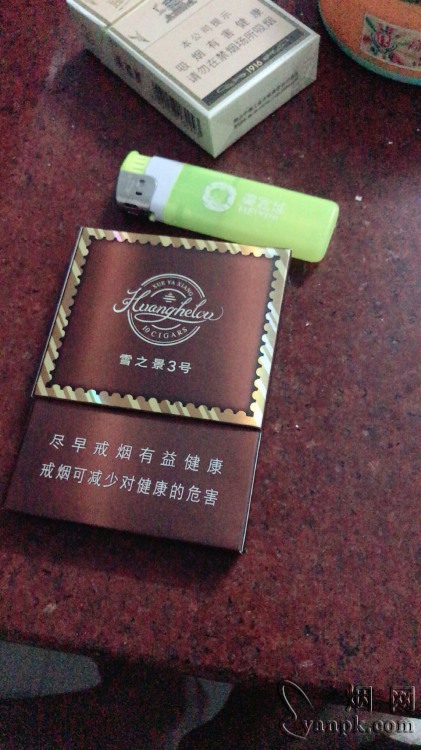 本公司提示
吸烟有害健康
请勿在禁烟场所吸烟
1916
XUE YA XIANG
Huanghelou
10 CIGARS
雪之景3号
尽早戒烟有益健康
戒烟可减少对健康的危害
烟网
yanpk.com